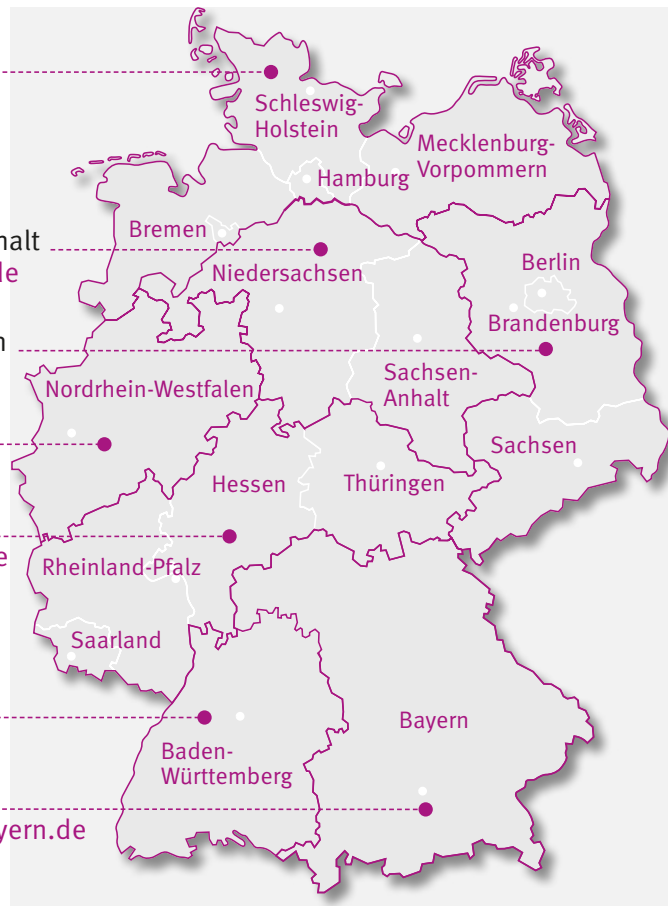 Schleswig-
Holstein
Mecklenburg-
Vorpommern
Hamburg
Bremen
halt
de
Niedersachsen
Berlin
Brandenburg
n
Nordrhein-Westfalen
Sachsen-
Anhalt
Sachsen
Hessen
Thüringen
e
Rheinland-Pfalz
Saarland
Bayern
Baden-
Württemberg
yern.de